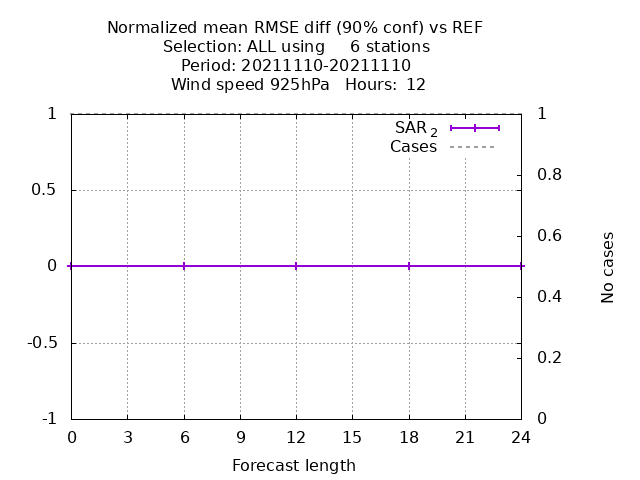 Normalized mean RMSE diff (90% conf) vs REF
Selection: ALL using     6 stations
Period: 20211110-20211110
Wind speed 925hPa   Hours:  12
1
0.5
0
-0.5
-1
SAR 2
Cases
1
0.8
0.6
0.4
0.2
0
No cases
0 3 6 9 12 15 18 21 24
Forecast length